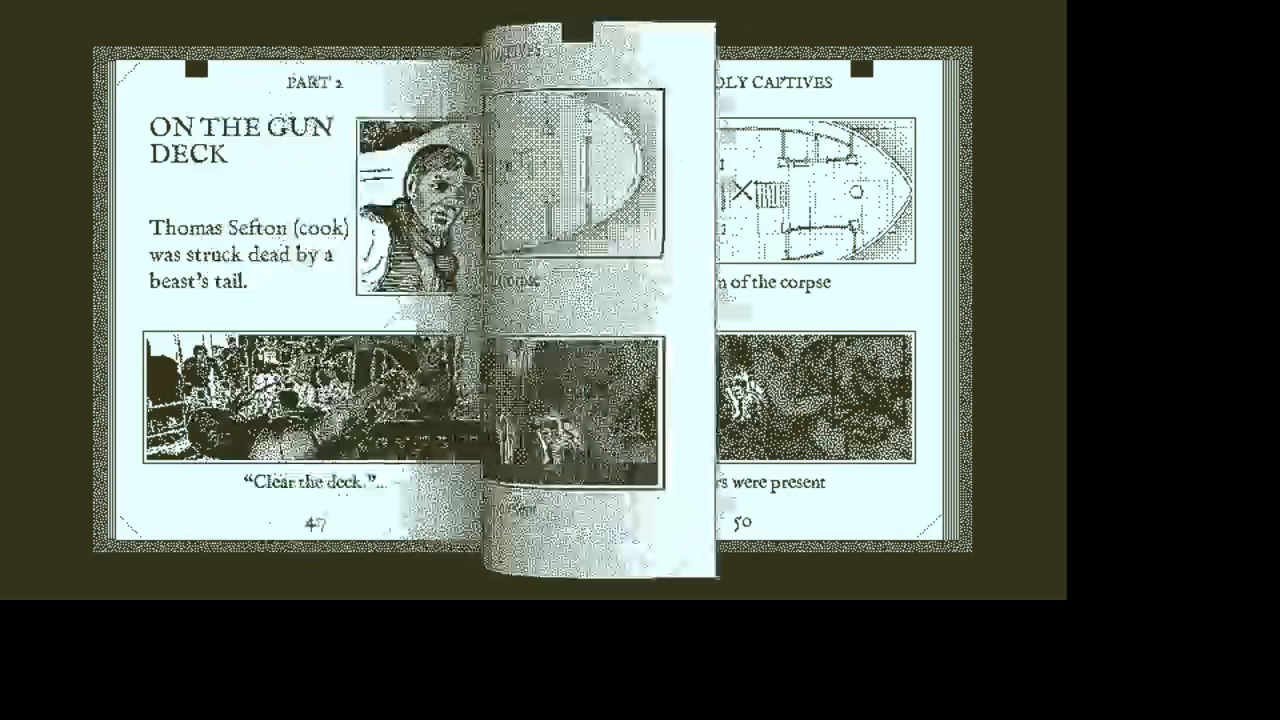 PART 2
ON THE GUN
DECK
Thomas Sefton (cook)
was struck dead by a
beast's tail.
"Clear the deck."...
47
OLY CAPTIVES
of the corpse
were present
50